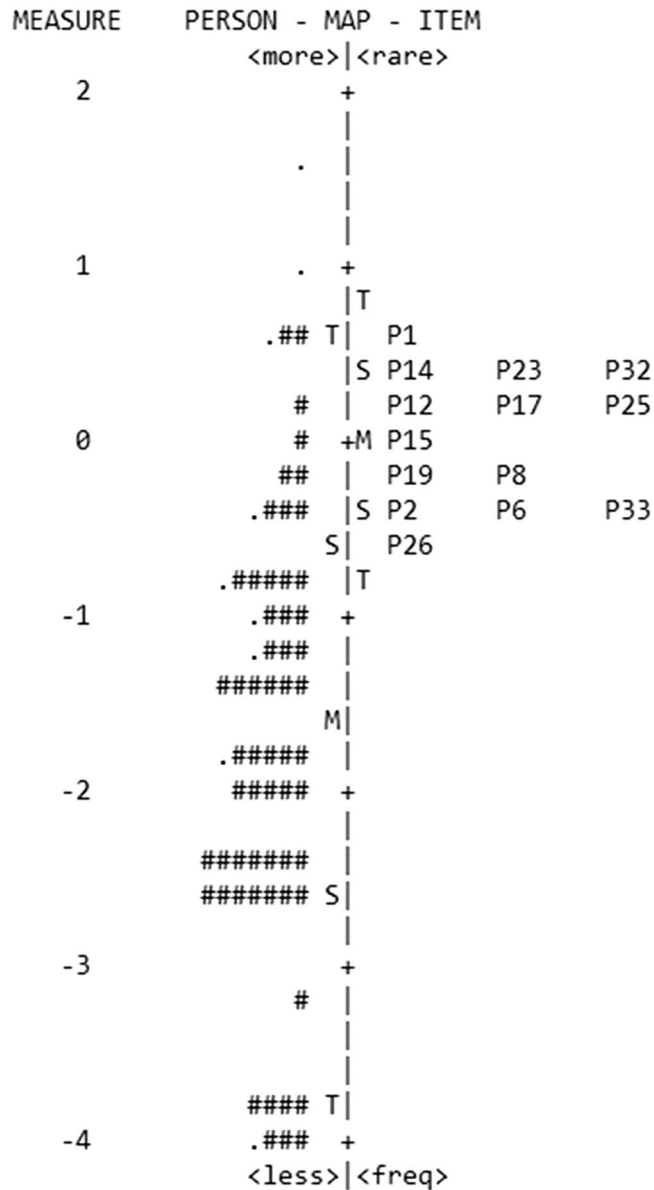 MEASURE PERSON - MAP - ITEM
<more>|<rare>
2 +
|
. |
|
|
1 . +
|T
.## T| P1
|S P14 P23 P32
# | P12 P17 P25
0 # +M P15
## | P19 P8
.### |S P2 P6 P33
S| P26
.##### |T
-1 .### +
.### |
###### |
M|
.##### |
-2 ##### +
|
####### |
####### S|
|
-3 +
# |
|
|
#### T|
-4 .### +
<less>|<freq>